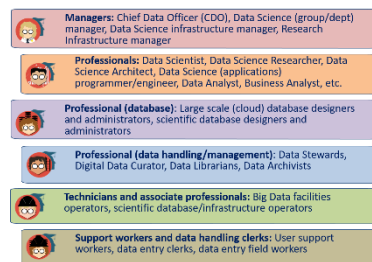 Managers: Chief Data Officer (CDO), Data Science (group/dept)
manager, Data Science infrastructure manager, Research
Infrastructure manager
Professionals: Data Scientist, Data Science Researcher, Data
Science Architect, Data Science (applications)
programmer/engineer, Data Analyst, Business Analyst, etc.
Professional (database): Large scale (cloud) database designers
and administrators, scientific database designers and
administrators
Professional (data handling/management): Data Stewards,
Digital Data Curator, Data Librarians, Data Archivists
Technicians and associate professionals: Big Data facilities
operators, scientific database/infrastructure operators
Support workers and data handling clerks: User support
workers, data entry clerks, data entry field workers